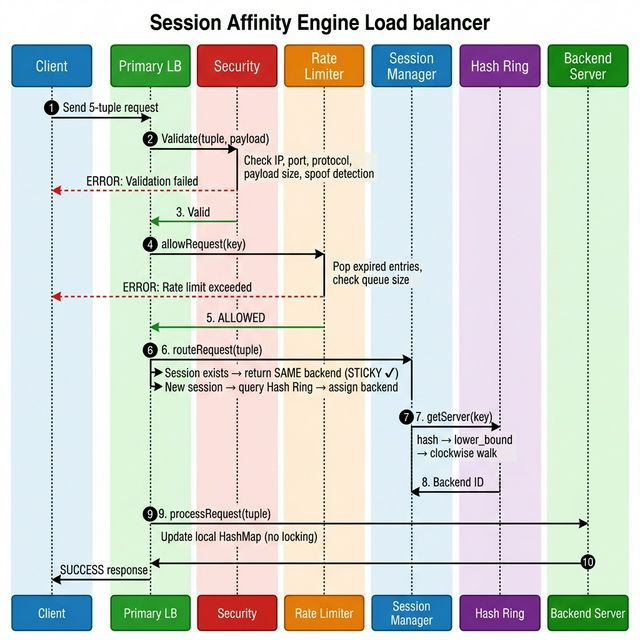 Session Affinity Engine Load balancer
Client
Primary LB
Security
Rate
Limiter
Session
Manager
Hash Ring
Backend
Server
1 Send 5-tuple request
2 Validate(tuple, payload)
Check IP, port, protocol,
payload size, spoof detection
ERROR: Validation failed
3. Valid
4 allowRequest(key)
Pop expired entries,
check queue size
ERROR: Rate limit exceeded
5. ALLOWED
6 6. routeRequest(tuple)
Session exists → return SAME backend (STICKY ✓)
New session → query Hash Ring → assign backend
7 7. getServer(key)
hash → lower_bound
→ clockwise walk
8. Backend ID
9 9. processRequest(tuple)
Update local HashMap (no locking)
10
SUCCESS response
Client
Primary LB
Security
Rate Limiter
Session
Manager
Hash Ring
Backend Server